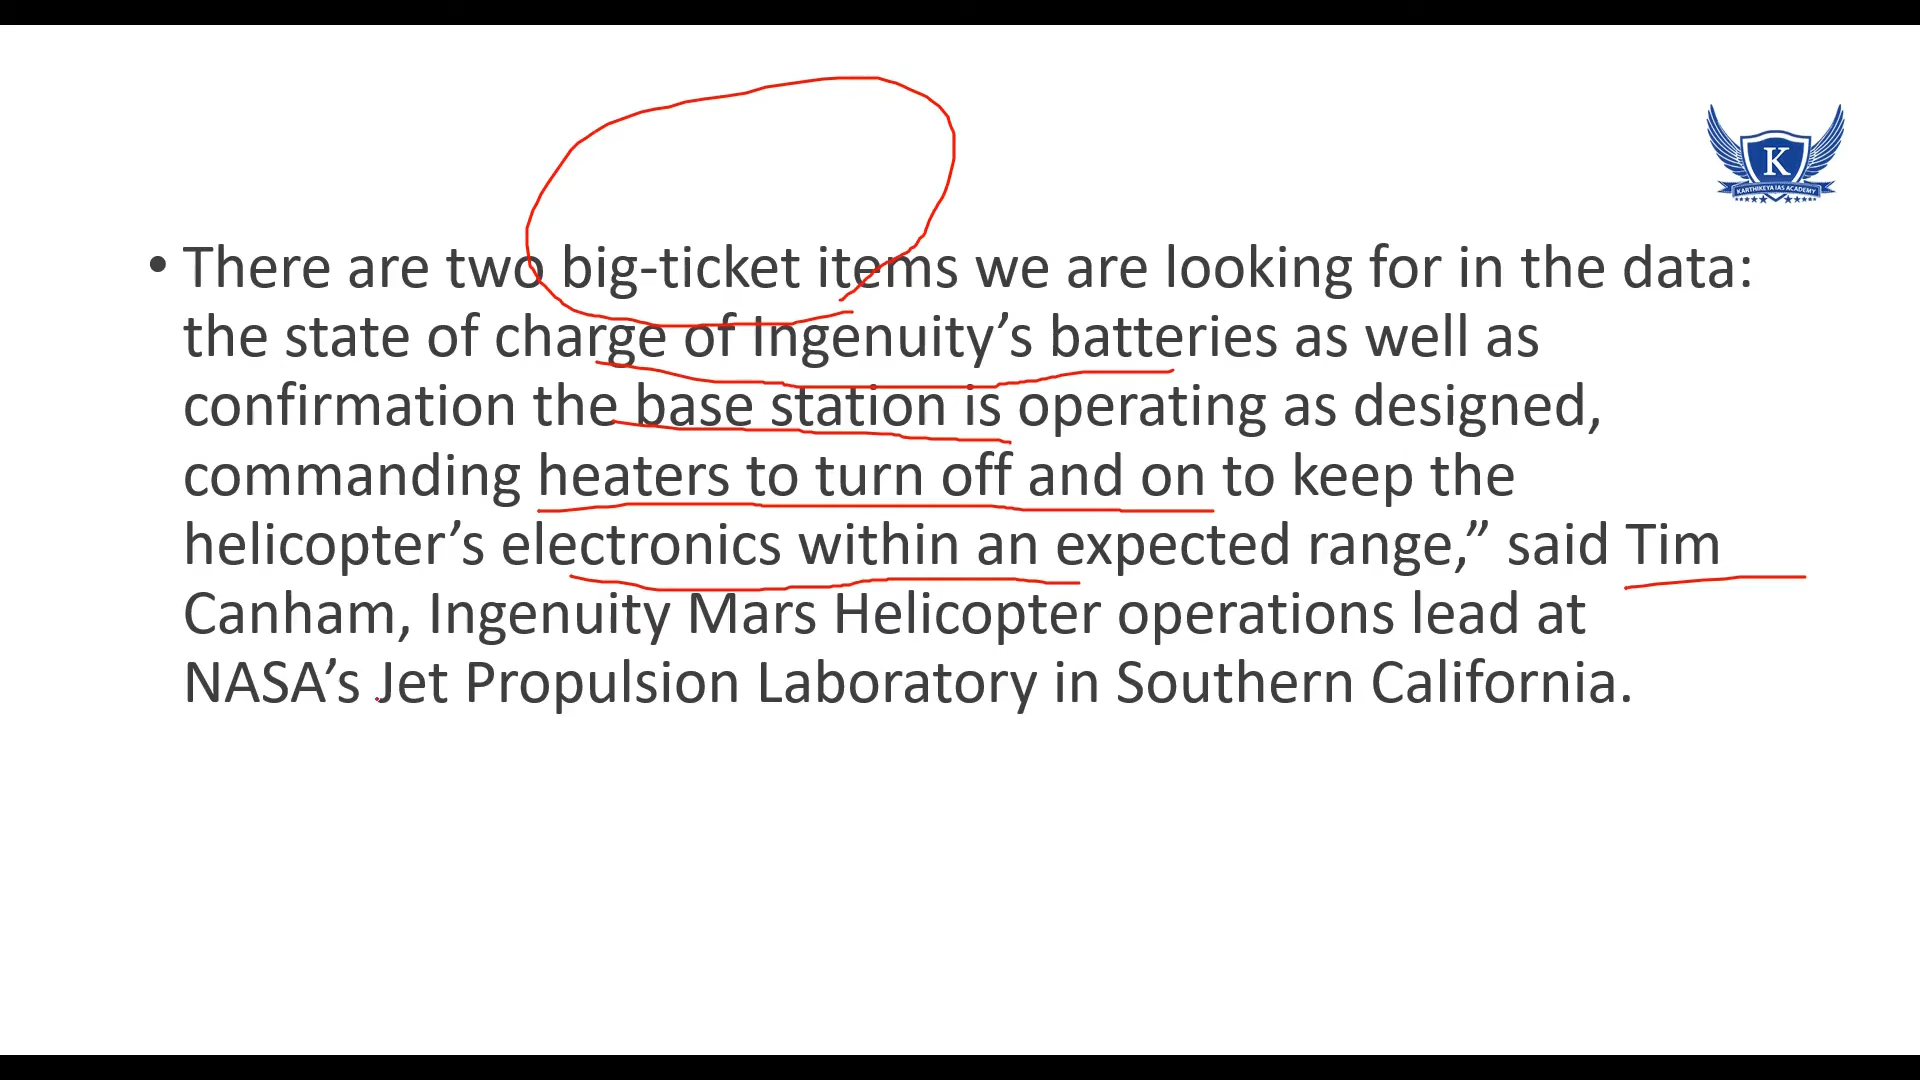 K
KARTHIKEYA IAS ACADEMY
• There are two big-ticket items we are looking for in the data:
the state of charge of Ingenuity’s batteries as well as
confirmation the base station is operating as designed,
commanding heaters to turn off and on to keep the
helicopter’s electronics within an expected range,” said Tim
Canham, Ingenuity Mars Helicopter operations lead at
NASA’s Jet Propulsion Laboratory in Southern California.